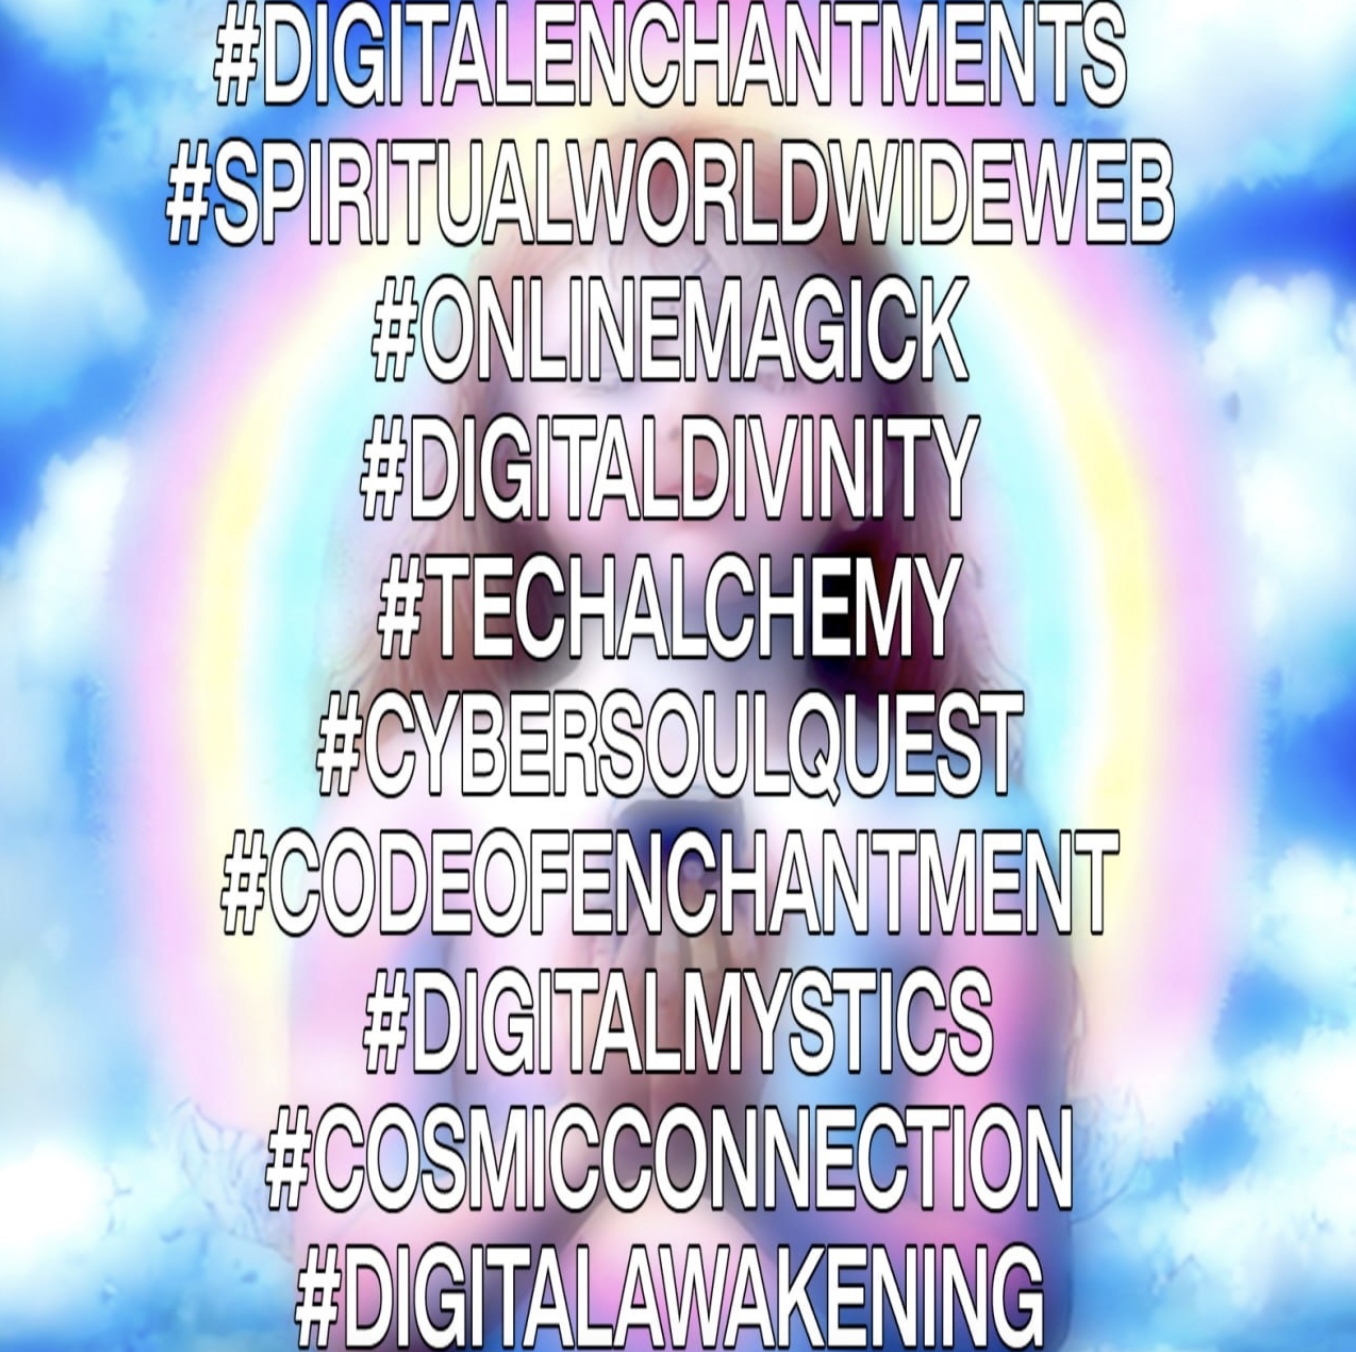 #DIGITALENCHANTMENTS
#SPIRITUALWORLDWIDEWEB
#ONLINEMAGICK
#DIGITALDIVINITY
#TECHALCHEMY
#CYBERSOULQUEST
#CODEOFENCHANTMENT
#DIGITALMYSTICS
#COSMICCONNECTION
#DIGITALAWAKENING